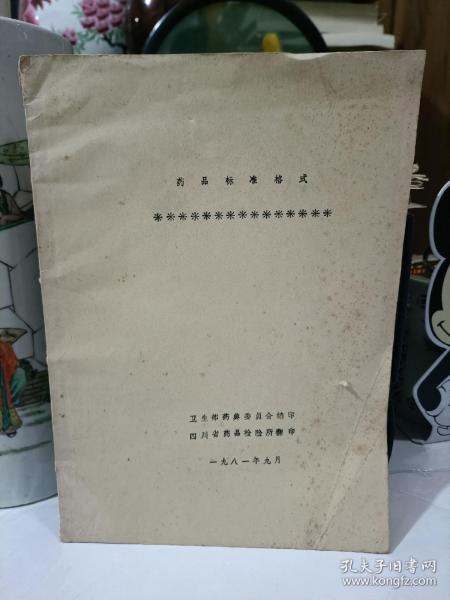 药品标准格式
***************
卫生部药典委员会编印
四川省药品检验所翻印
一九八一年九月
孔夫子旧书网
www.kongfz.com